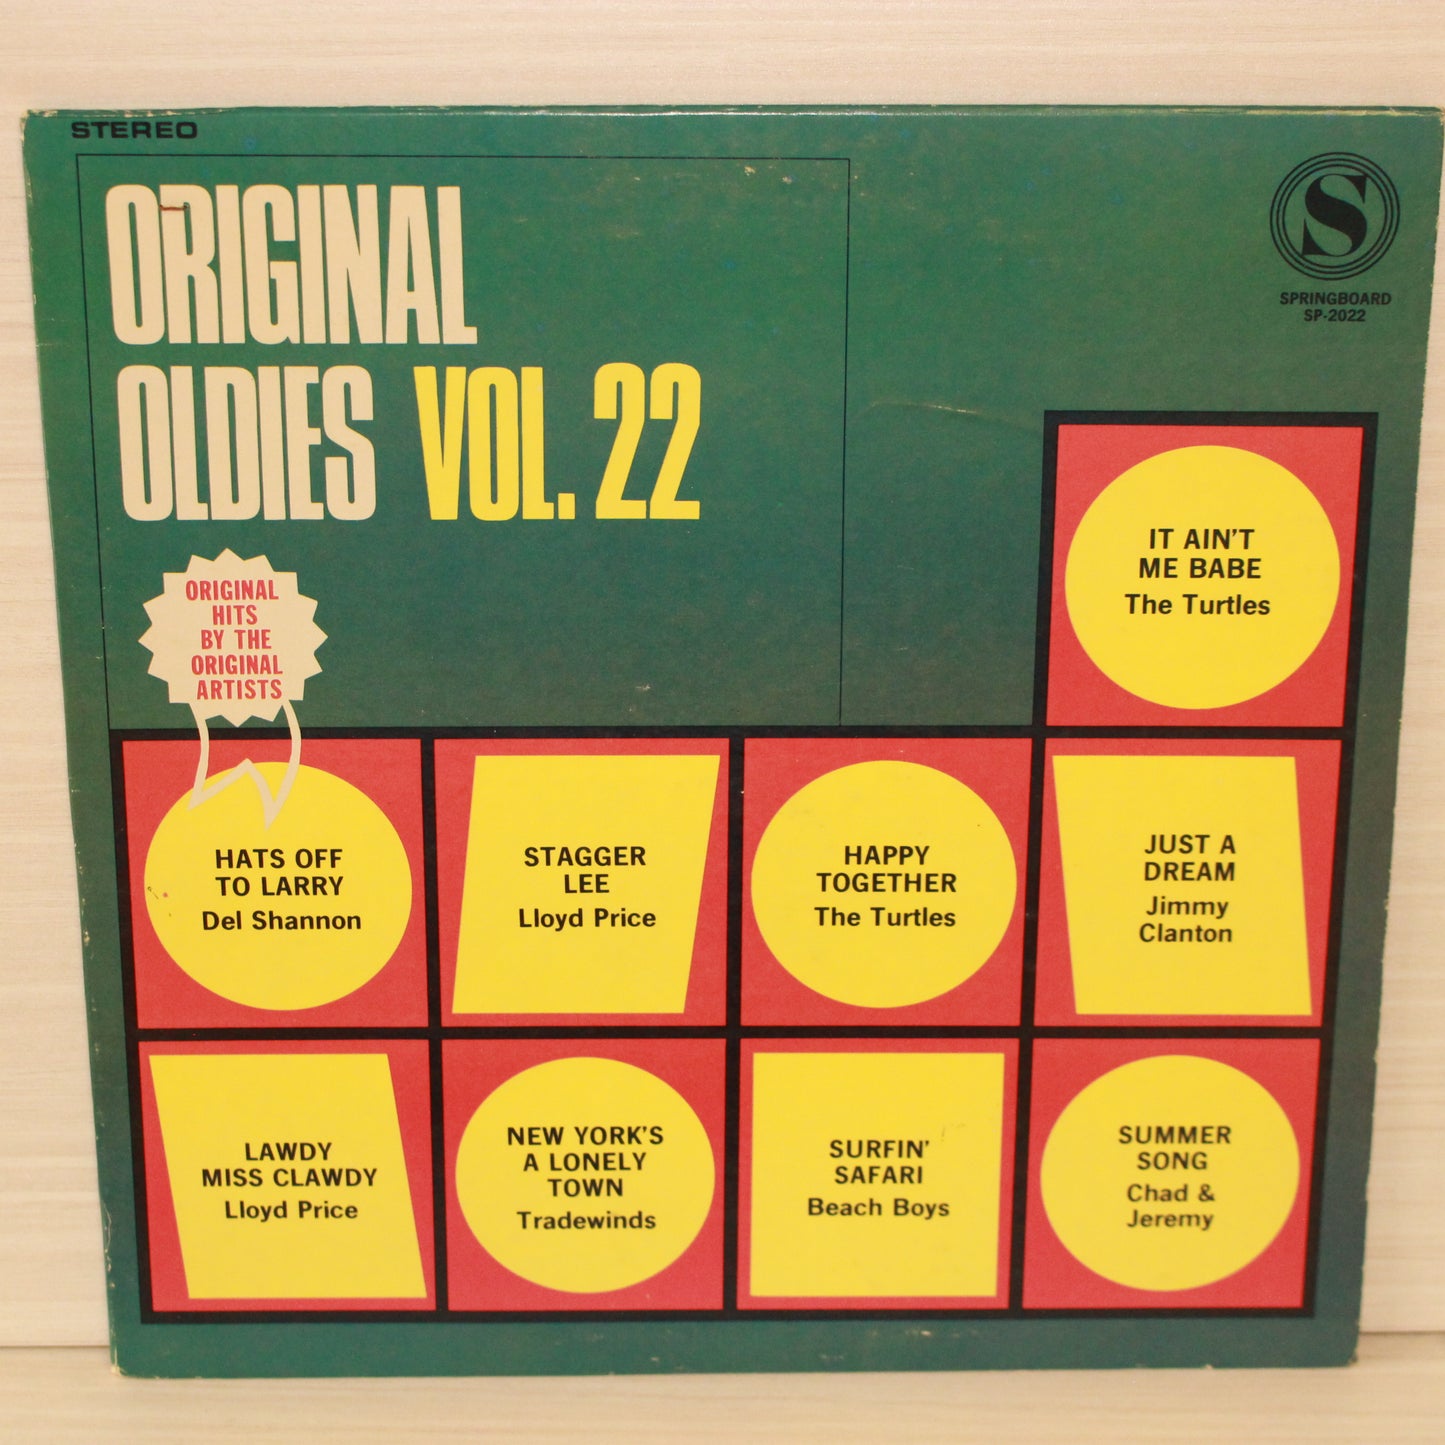 STEREO
ORIGINAL
OLDIES VOL. 22
S
SPRINGBOARD
SP-2022
ORIGINAL
HITS
BY THE
ORIGINAL
ARTISTS
IT AIN'T
ME BABE
The Turtles
HATS OFF
TO LARRY
Del Shannon
STAGGER
LEE
Lloyd Price
HAPPY
TOGETHER
The Turtles
JUST A
DREAM
Jimmy
Clanton
LAWDY
MISS CLAWDY
Lloyd Price
NEW YORK'S
A LONELY
TOWN
Tradewinds
SURFIN'
SAFARI
Beach Boys
SUMMER
SONG
Chad &
Jeremy